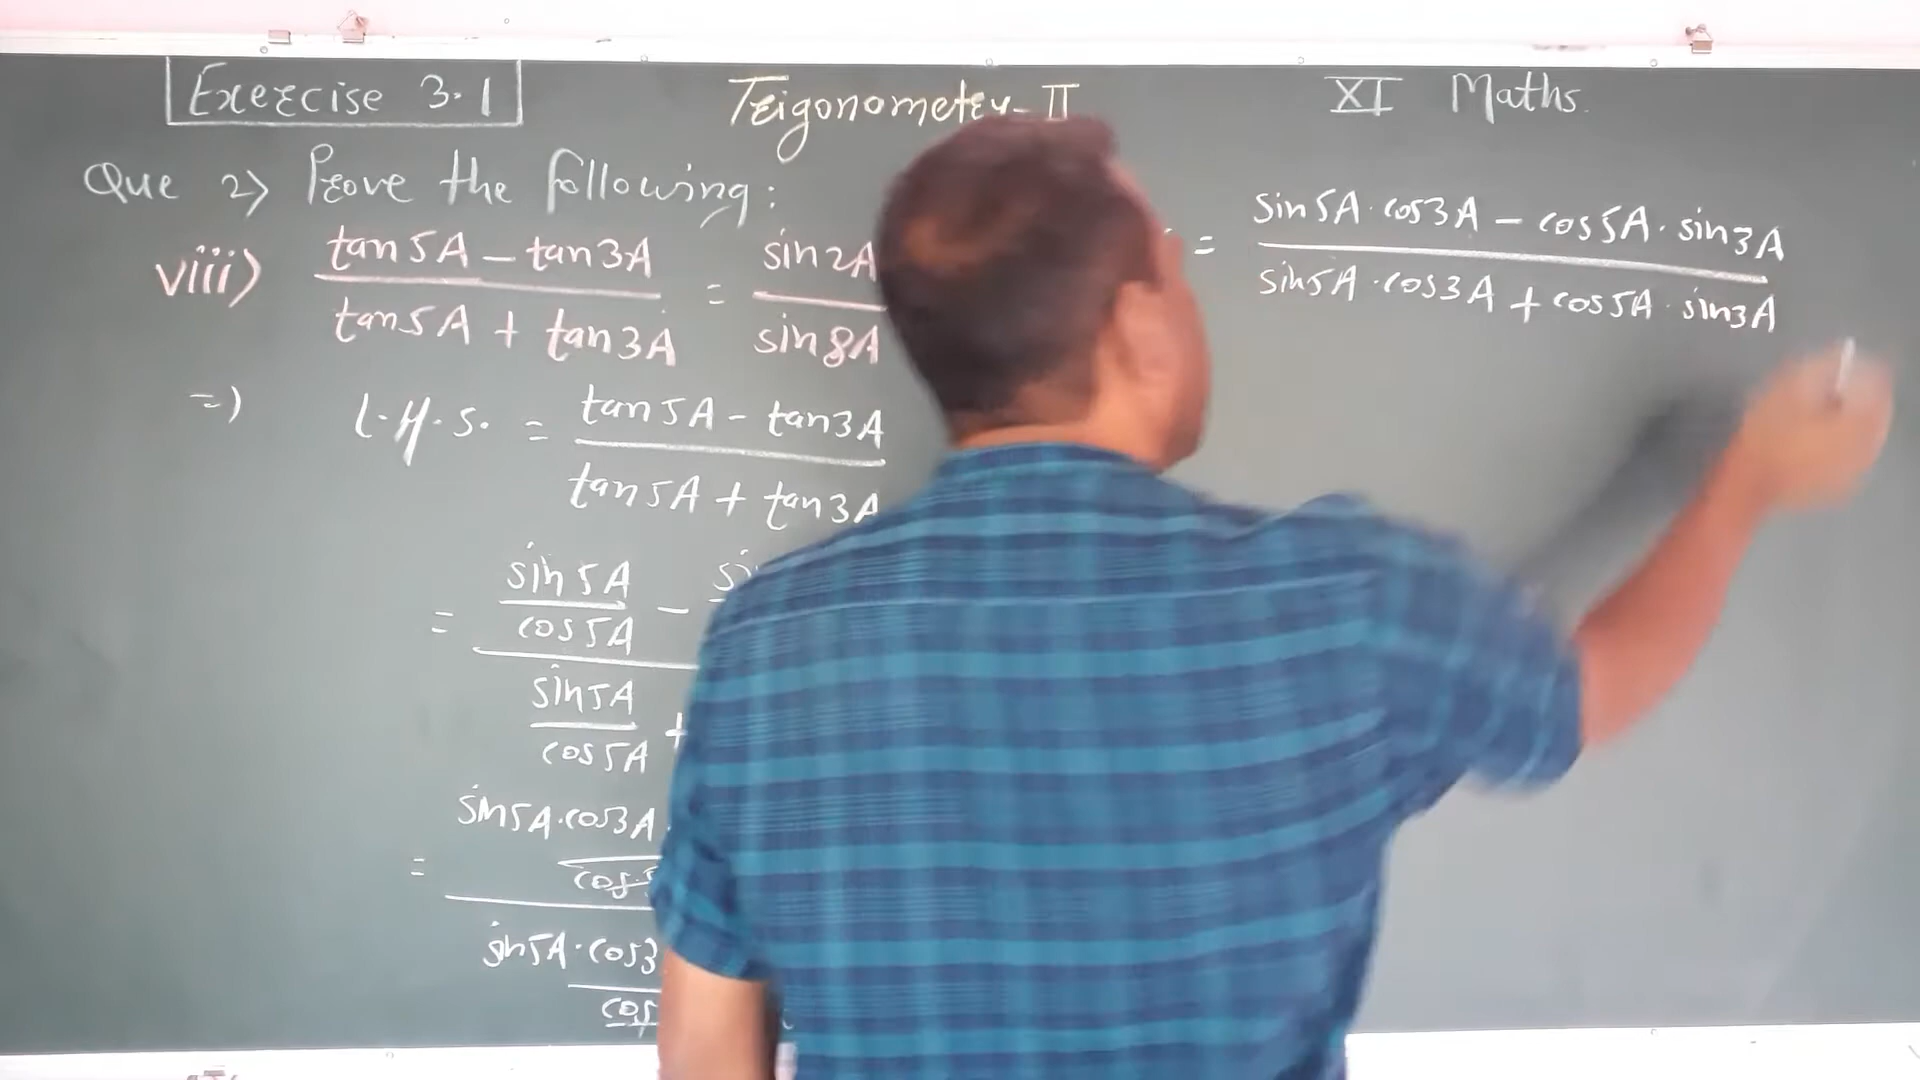 Exercise 3.1
Trigonometry-II
XI Maths.
Que 2) Prove the following:
viii) tan5A - tan3A / tan5A + tan3A = sin2A / sin8A
=) L.H.S. = tan5A - tan3A / tan5A + tan3A
= sin5A / cos5A -
sin5A / cos5A +
= sin5A.cos3A
sin5A.cos3
cos
= sin5A.cos3A - cos5A.sin3A / sin5A.cos3A + cos5A.sin3A